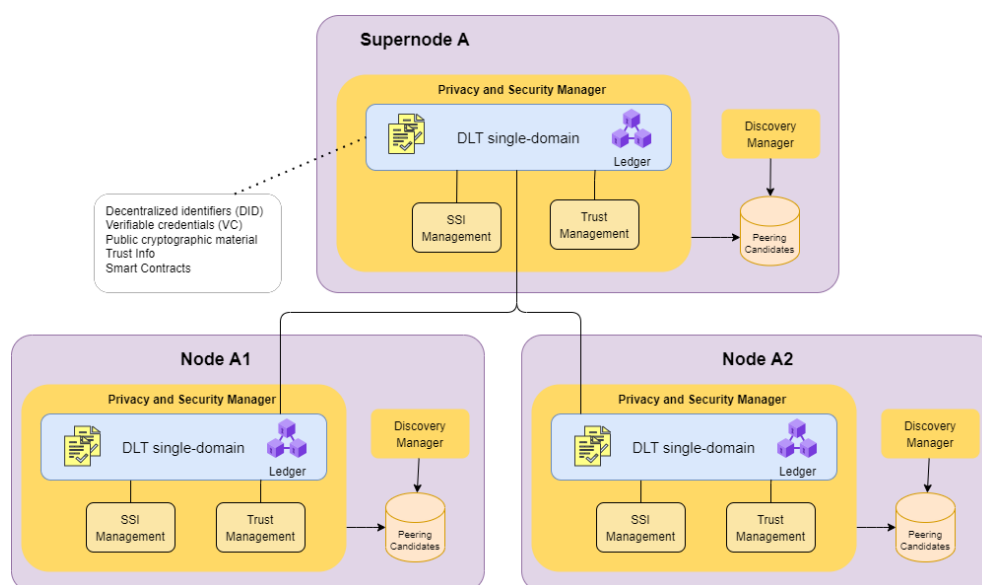 Supernode A
Privacy and Security Manager
DLT single-domain
Ledger
SSI
Management
Trust
Management
Discovery
Manager
Peering
Candidates
Decentralized identifiers (DID)
Verifiable credentials (VC)
Public cryptographic material
Trust Info
Smart Contracts
Node A1
Privacy and Security Manager
DLT single-domain
Ledger
SSI
Management
Trust
Management
Discovery
Manager
Peering
Candidates
Node A2
Privacy and Security Manager
DLT single-domain
Ledger
SSI
Management
Trust
Management
Discovery
Manager
Peering
Candidates